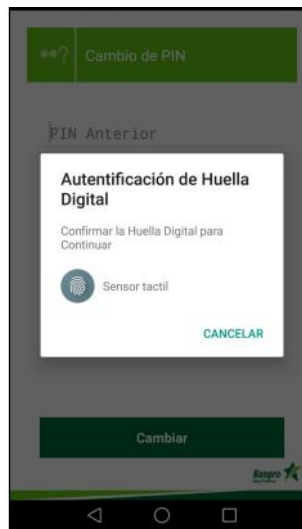 **? Cambio de PIN
PIN Anterior
Autentificación de Huella
Digital
Confirmar la Huella Digital para
Continuar
Sensor tactil
CANCELAR
Cambiar
Banpro